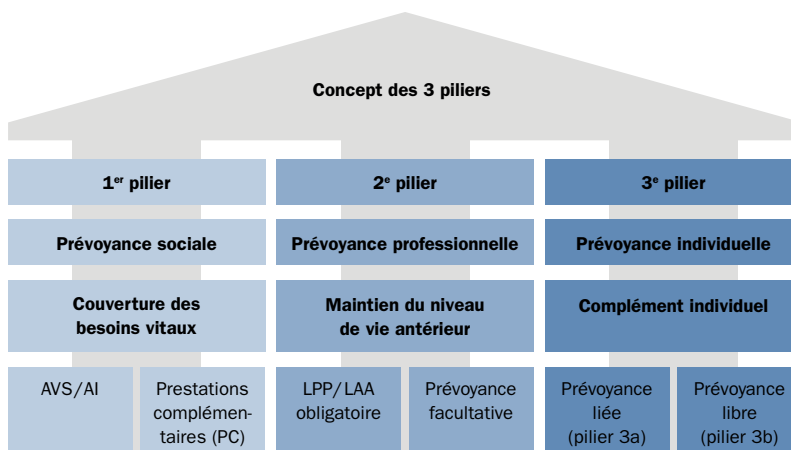 Concept des 3 piliers
1er pilier
2e pilier
3e pilier
Prévoyance sociale
Prévoyance professionnelle
Prévoyance individuelle
Couverture des
besoins vitaux
Maintien du niveau
de vie antérieur
Complément individuel
AVS/AI
Prestations
complémen-
taires (PC)
LPP/LAA
obligatoire
Prévoyance
facultative
Prévoyance
liée
(pilier 3a)
Prévoyance
libre
(pilier 3b)